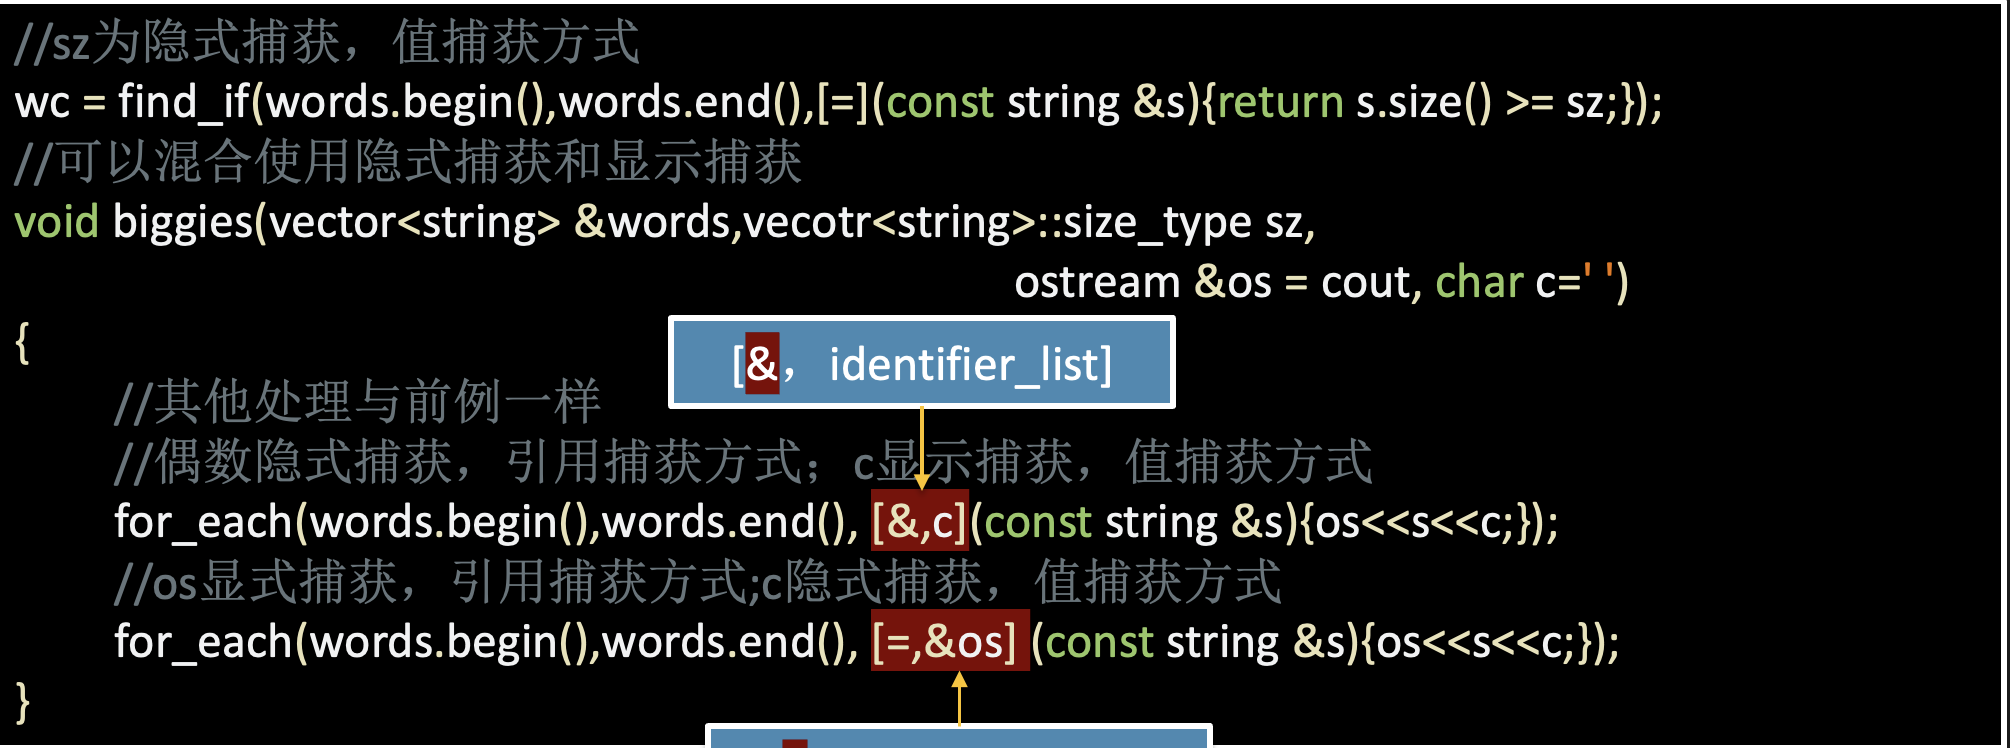 //sz为隐式捕获，值捕获方式
wc = find_if(words.begin(),words.end(),[=](const string &s){return s.size() >= sz;});
//可以混合使用隐式捕获和显示捕获
void biggies(vector<string> &words,vecotr<string>::size_type sz,
ostream &os = cout, char c=' ')
{
[&，identifier_list]
//其他处理与前例一样
//偶数隐式捕获，引用捕获方式；c显示捕获，值捕获方式
for_each(words.begin(),words.end(), [&,c](const string &s){os<<s<<c;});
//os显式捕获，引用捕获方式;c隐式捕获，值捕获方式
for_each(words.begin(),words.end(), [=,&os] (const string &s){os<<s<<c;});
}